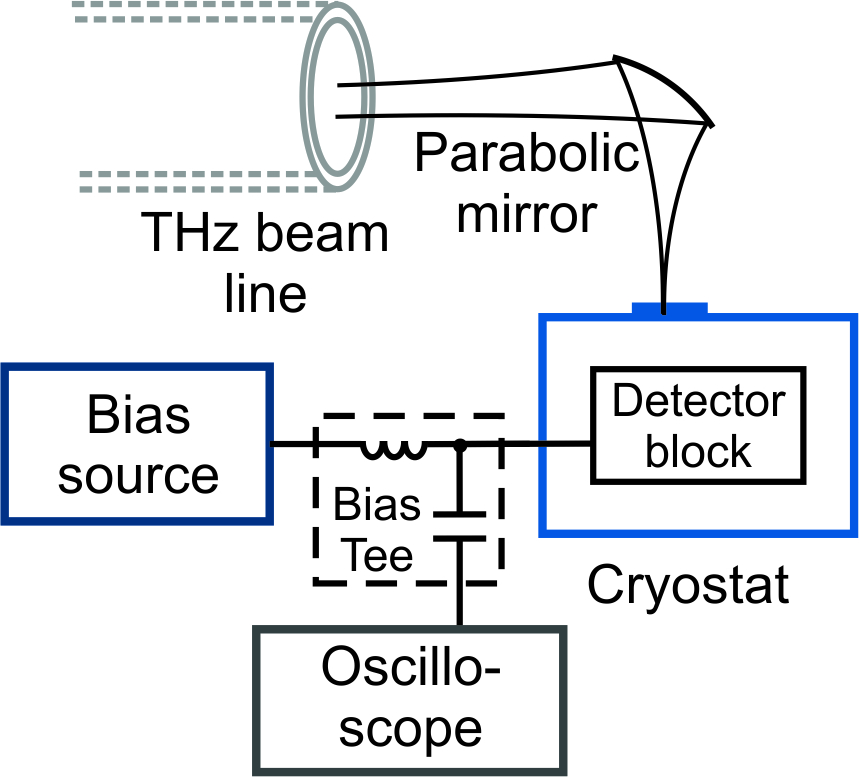 Parabolic
mirror
THz beam
line
Bias
source
Detector
block
Bias
Tee
Cryostat
Oscillo-
scope